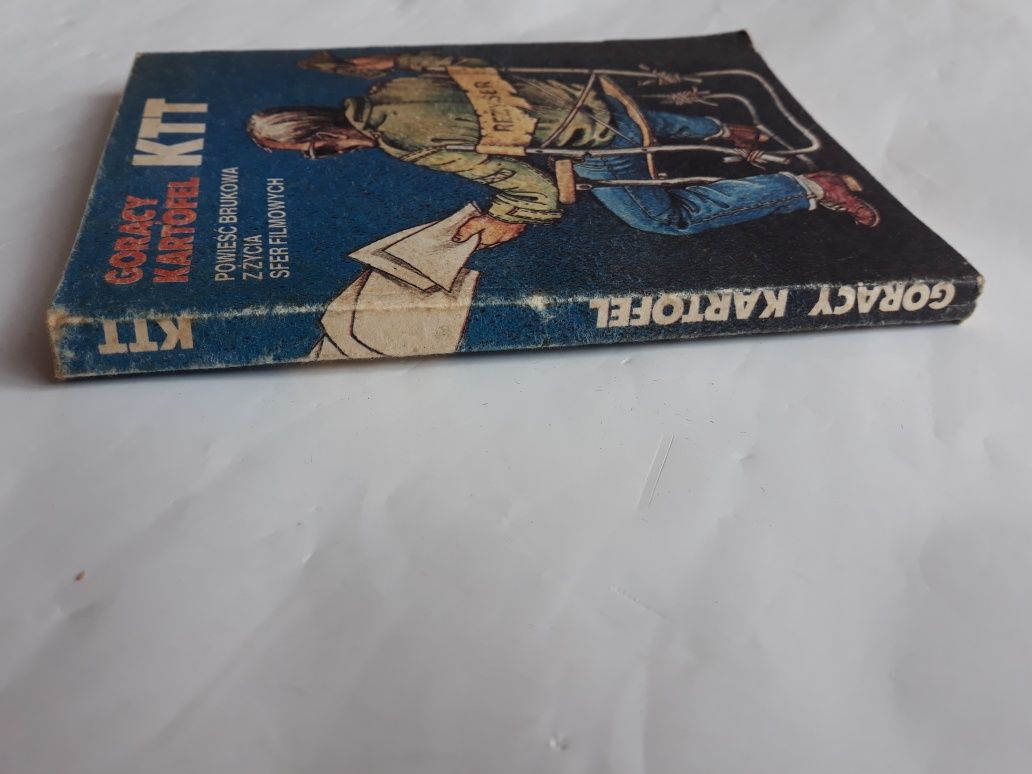 GORĄCY
KARTOFEL
KTT
POWIEŚĆ BRUKOWA
Z ŻYCIA
SFER FILMOWYCH
REŻYSER
KTT
GORĄCY KARTOFEL